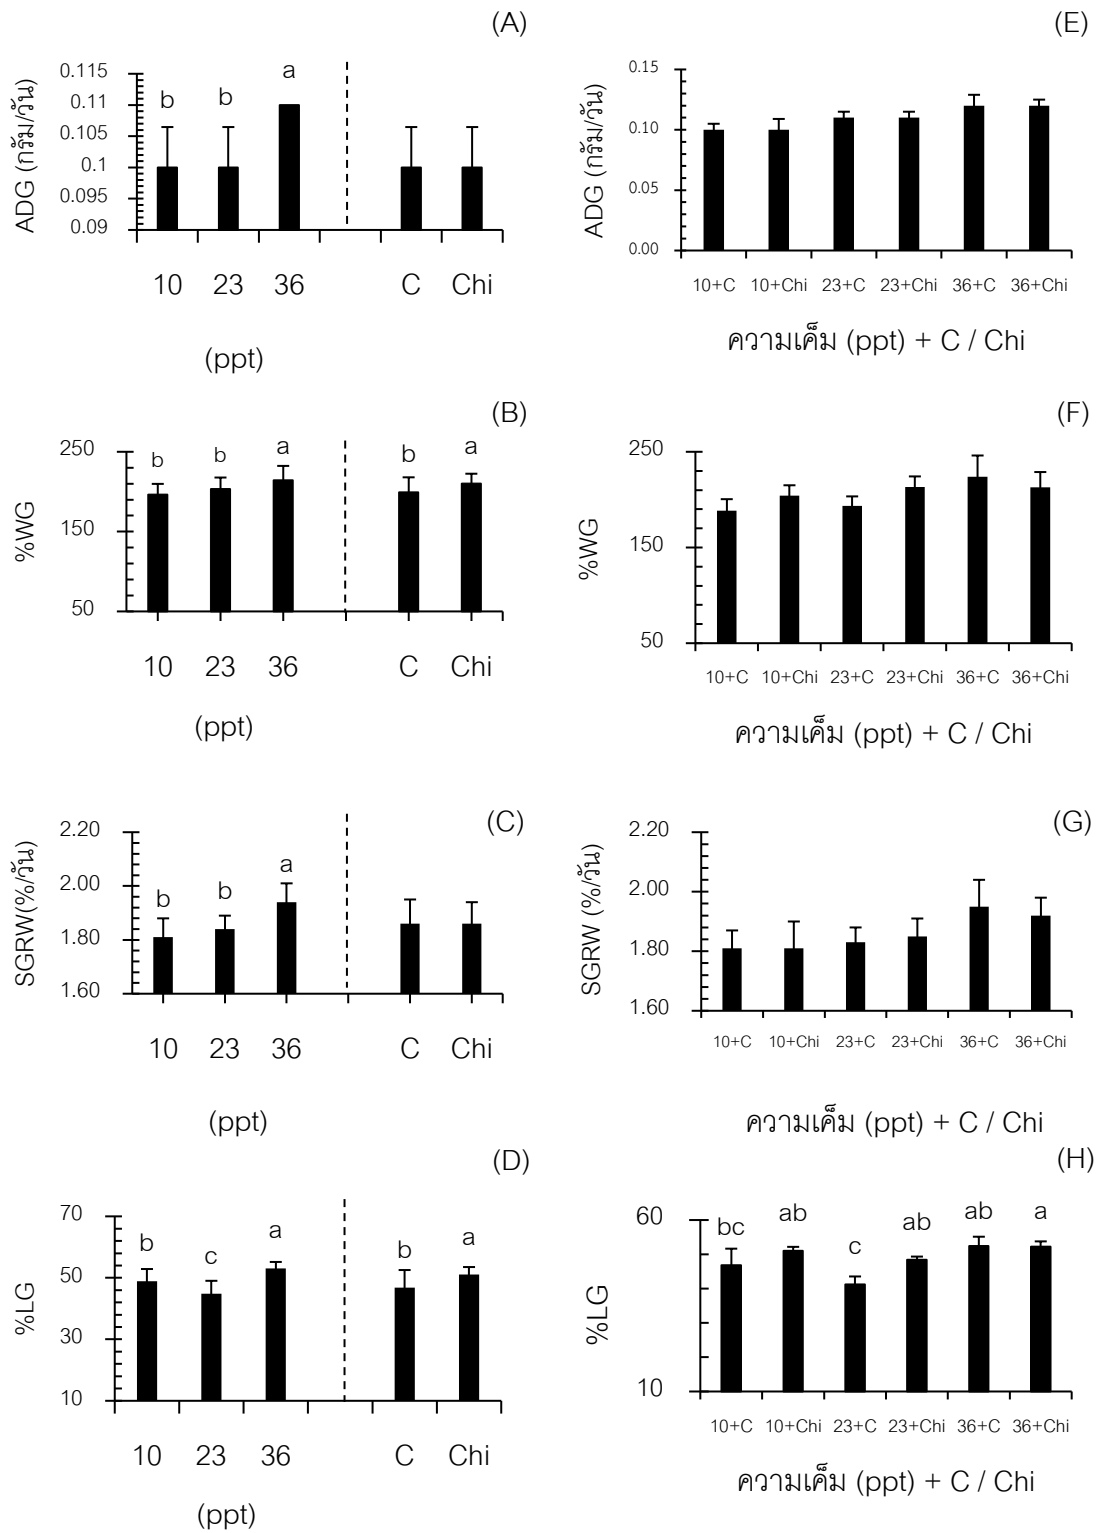 (A)
ADG (กรัม/วัน)
0.115
0.11
0.105
0.1
0.095
0.09
b b a
10 23 36 C Chi
(ppt)
(E)
ADG (กรัม/วัน)
0.15
0.10
0.05
0.00
10+C 10+Chi 23+C 23+Chi 36+C 36+Chi
ความเค็ม (ppt) + C / Chi
(B)
%WG
250
150
50
b b a b a
10 23 36 C Chi
(ppt)
(F)
%WG
250
150
50
10+C 10+Chi 23+C 23+Chi 36+C 36+Chi
ความเค็ม (ppt) + C / Chi
(C)
SGRW(%/วัน)
2.20
2.00
1.80
1.60
b b a
10 23 36 C Chi
(ppt)
(G)
SGRW (%/วัน)
2.20
2.00
1.80
1.60
10+C 10+Chi 23+C 23+Chi 36+C 36+Chi
ความเค็ม (ppt) + C / Chi
(D)
%LG
70
50
30
10
b c a b a
10 23 36 C Chi
(ppt)
(H)
%LG
60
10
bc ab c ab ab a
10+C 10+Chi 23+C 23+Chi 36+C 36+Chi
ความเค็ม (ppt) + C / Chi